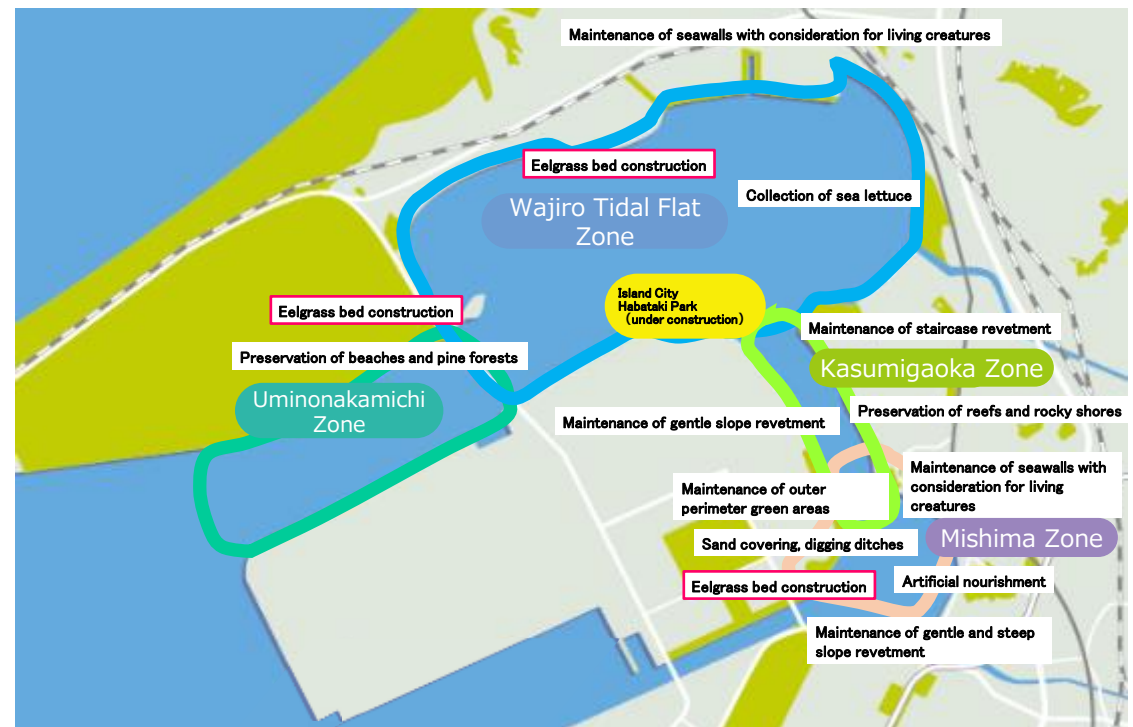 Maintenance of seawalls with consideration for living creatures
Eelgrass bed construction
Collection of sea lettuce
Wajiro Tidal Flat
Zone
Island City
Habataki Park
(under construction)
Eelgrass bed construction
Maintenance of staircase revetment
Preservation of beaches and pine forests
Kasumigaoka Zone
Uminonakamichi
Zone
Preservation of reefs and rocky shores
Maintenance of gentle slope revetment
Maintenance of seawalls with
consideration for living
creatures
Maintenance of outer
perimeter green areas
Sand covering, digging ditches
Mishima Zone
Eelgrass bed construction
Artificial nourishment
Maintenance of gentle and steep
slope revetment